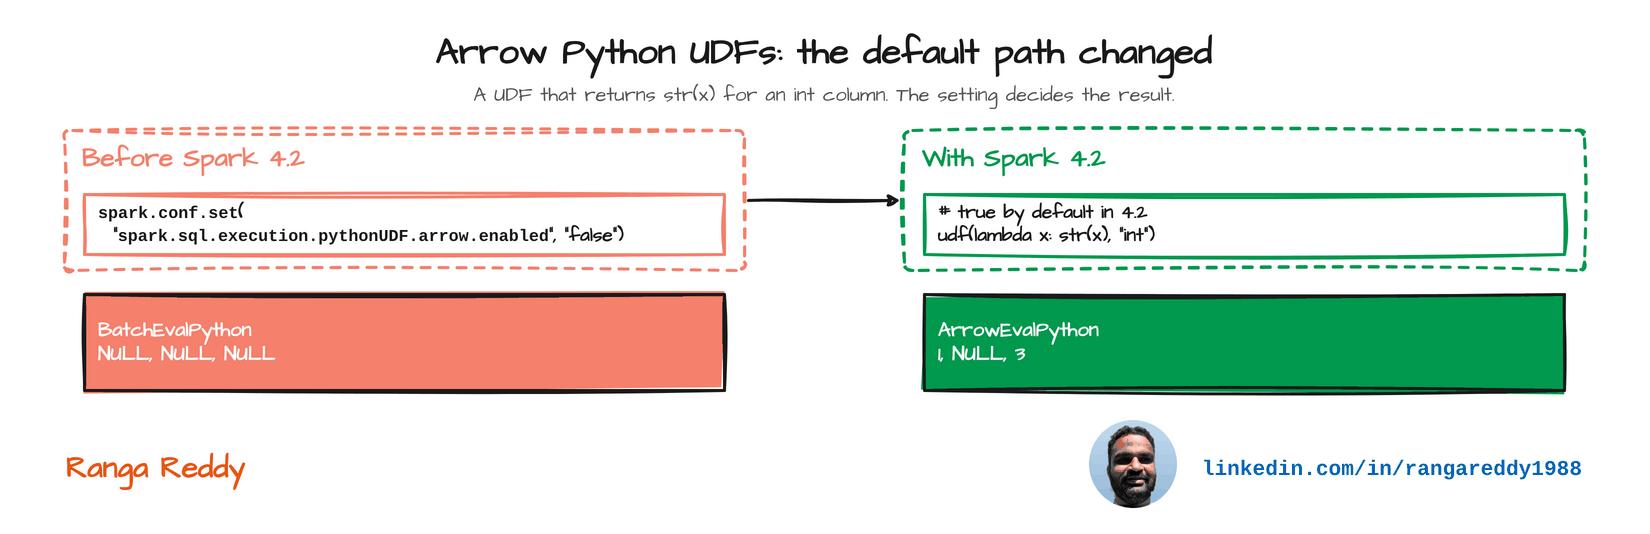 Arrow Python UDFs: the default path changed
A UDF that returns str(x) for an int column. The setting decides the result.
Before Spark 4.2
spark.conf.set(
"spark.sql.execution.pythonUDF.arrow.enabled", "false")
BatchEvalPython
NULL, NULL, NULL
With Spark 4.2
# true by default in 4.2
udf(lambda x: str(x), "int")
ArrowEvalPython
1, NULL, 3
Ranga Reddy
linkedin.com/in/rangareddy1988